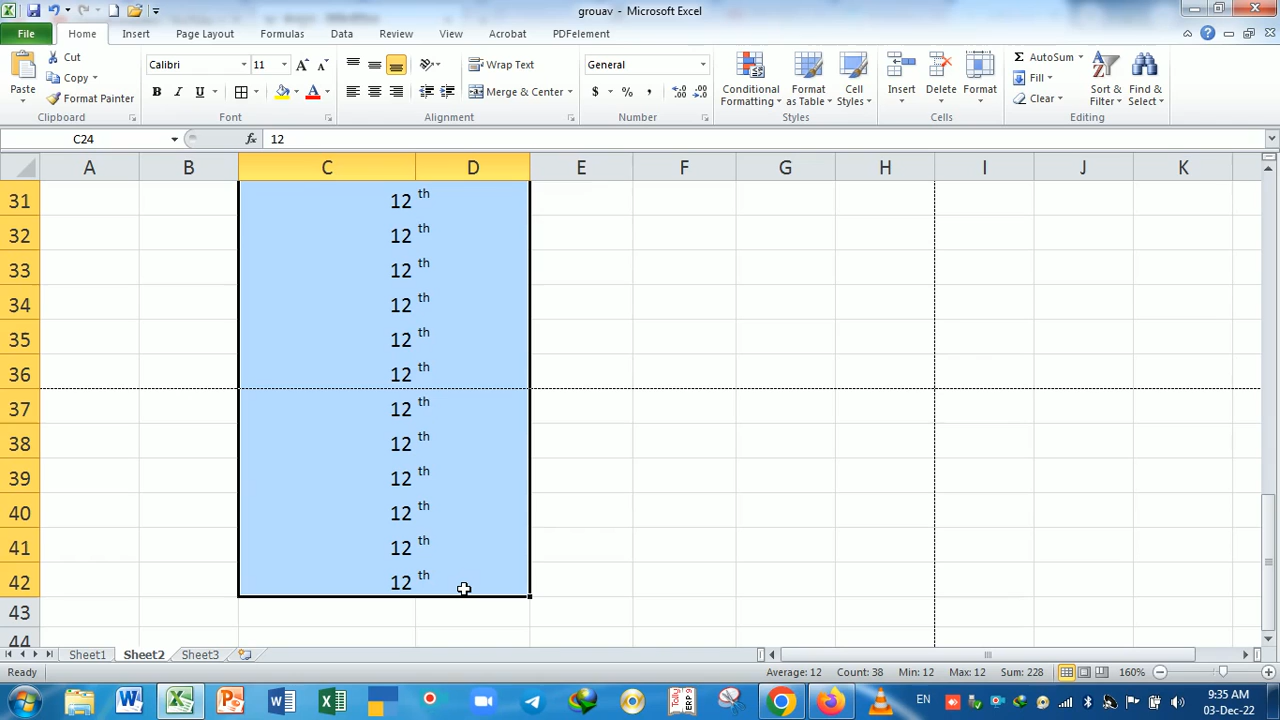 grouav - Microsoft Excel
File Home Insert Page Layout Formulas Data Review View Acrobat PDFelement
Paste Cut Copy Format Painter Clipboard
Calibri 11 B I U Font
Wrap Text Merge & Center Alignment
General $ % , Number
Conditional Formatting Format as Table Cell Styles Styles
Insert Delete Format Cells
AutoSum Fill Clear Sort & Filter Find & Select Editing
C24 fx 12
A B C D E F G H I J K
31 12 th
32 12 th
33 12 th
34 12 th
35 12 th
36 12 th
37 12 th
38 12 th
39 12 th
40 12 th
41 12 th
42 12 th
43
44
Sheet1 Sheet2 Sheet3
Ready Average: 12 Count: 38 Min: 12 Max: 12 Sum: 228 160%
EN 9:35 AM
03-Dec-22